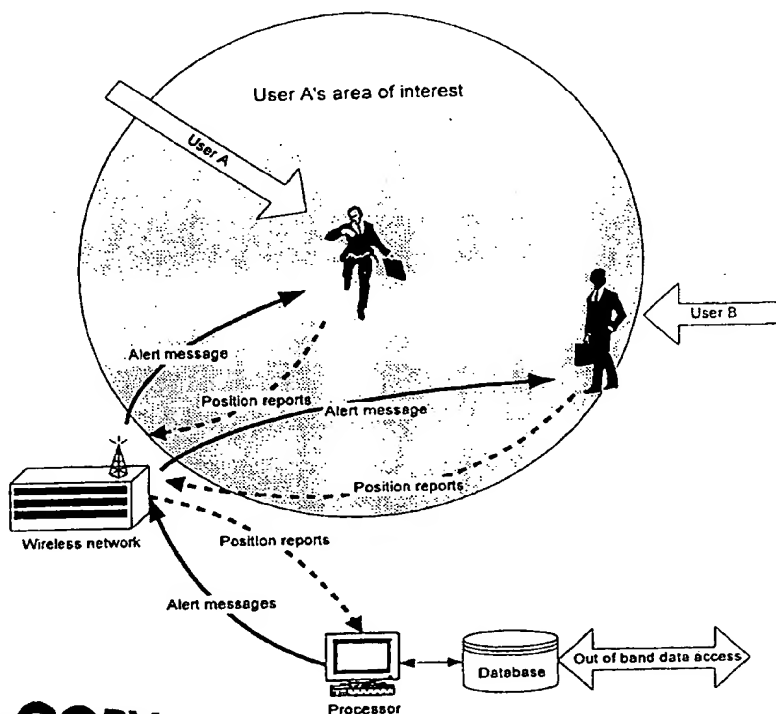 User A's area of interest
User A
User B
Alert message
Position reports
Alert message
Position reports
Wireless network
Position reports
Alert messages
Database
Out of band data access
Processor